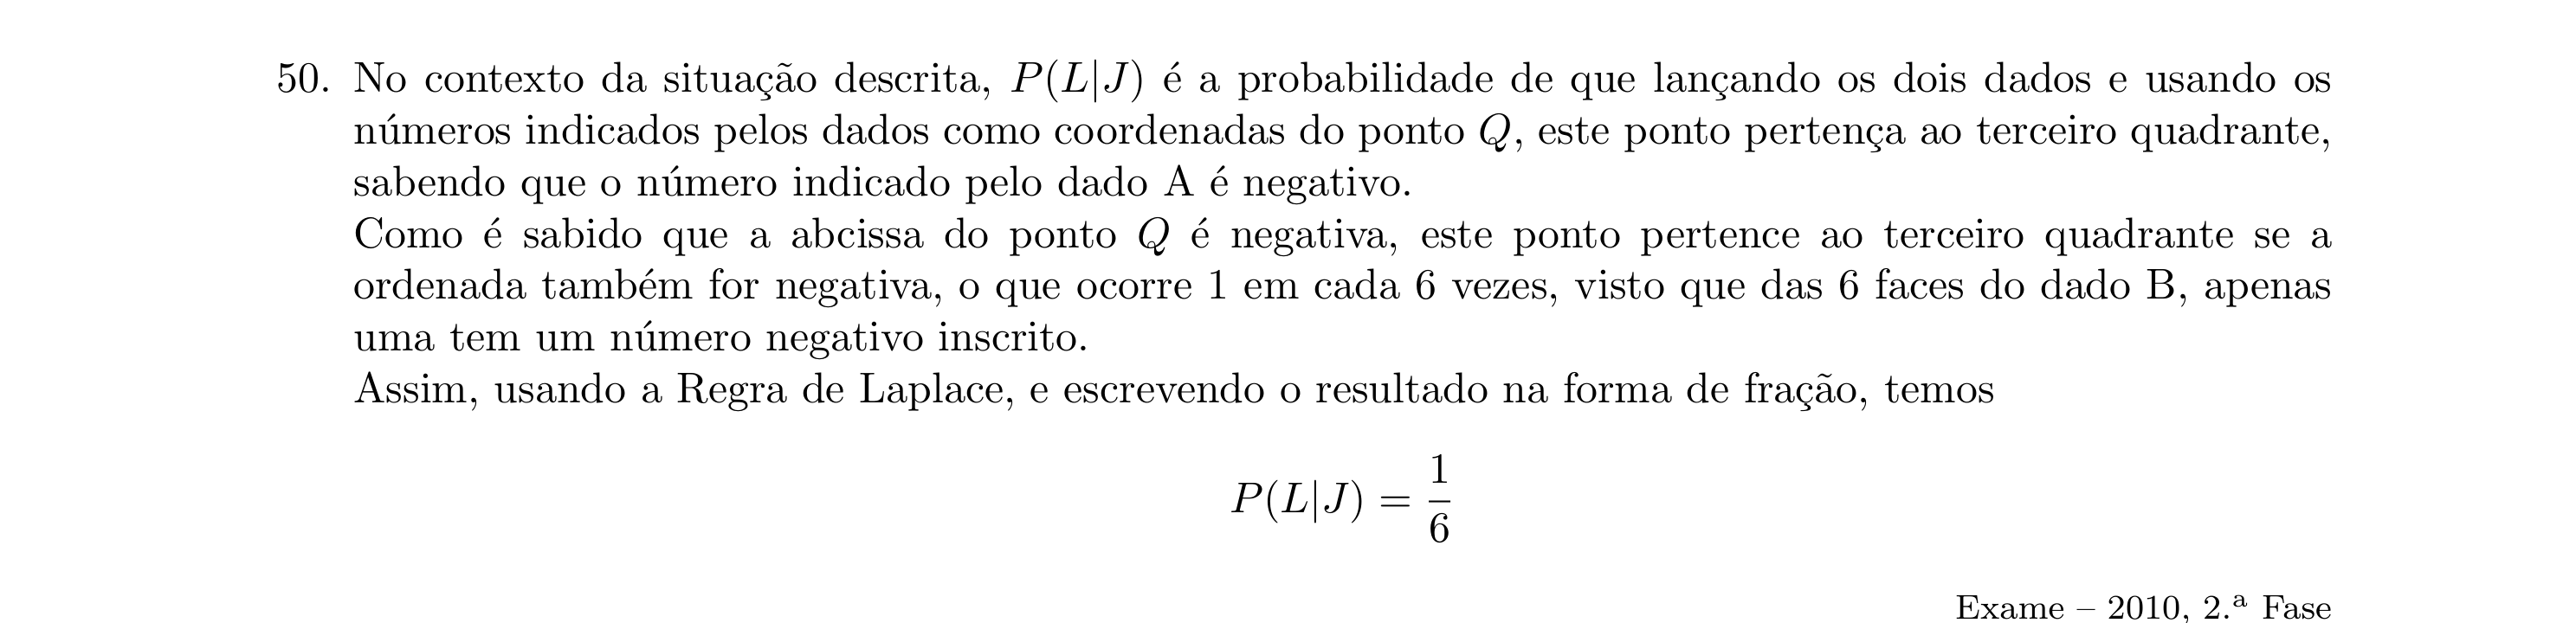 50. No contexto da situação descrita, P(L|J) é a probabilidade de que lançando os dois dados e usando os
números indicados pelos dados como coordenadas do ponto Q, este ponto pertença ao terceiro quadrante,
sabendo que o número indicado pelo dado A é negativo.
Como é sabido que a abcissa do ponto Q é negativa, este ponto pertence ao terceiro quadrante se a
ordenada também for negativa, o que ocorre 1 em cada 6 vezes, visto que das 6 faces do dado B, apenas
uma tem um número negativo inscrito.
Assim, usando a Regra de Laplace, e escrevendo o resultado na forma de fração, temos
P(L|J) = 1/6
Exame – 2010, 2.ª Fase